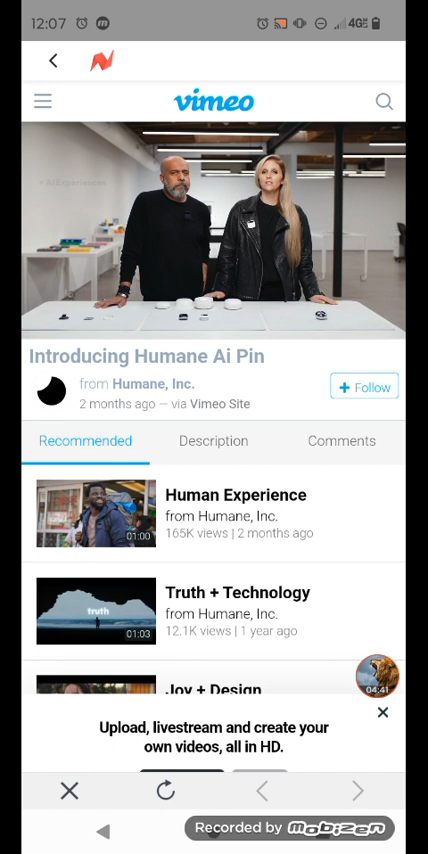 12:07
4GE
vimeo
Introducing Humane Ai Pin
from Humane, Inc.
2 months ago — via Vimeo Site
+ Follow
Recommended
Description
Comments
Human Experience
from Humane, Inc.
165K views | 2 months ago
01:00
Truth + Technology
from Humane, Inc.
12.1K views | 1 year ago
truth
01:03
Joy + Design
04:41
Upload, livestream and create your
own videos, all in HD.
Recorded by Mobizen